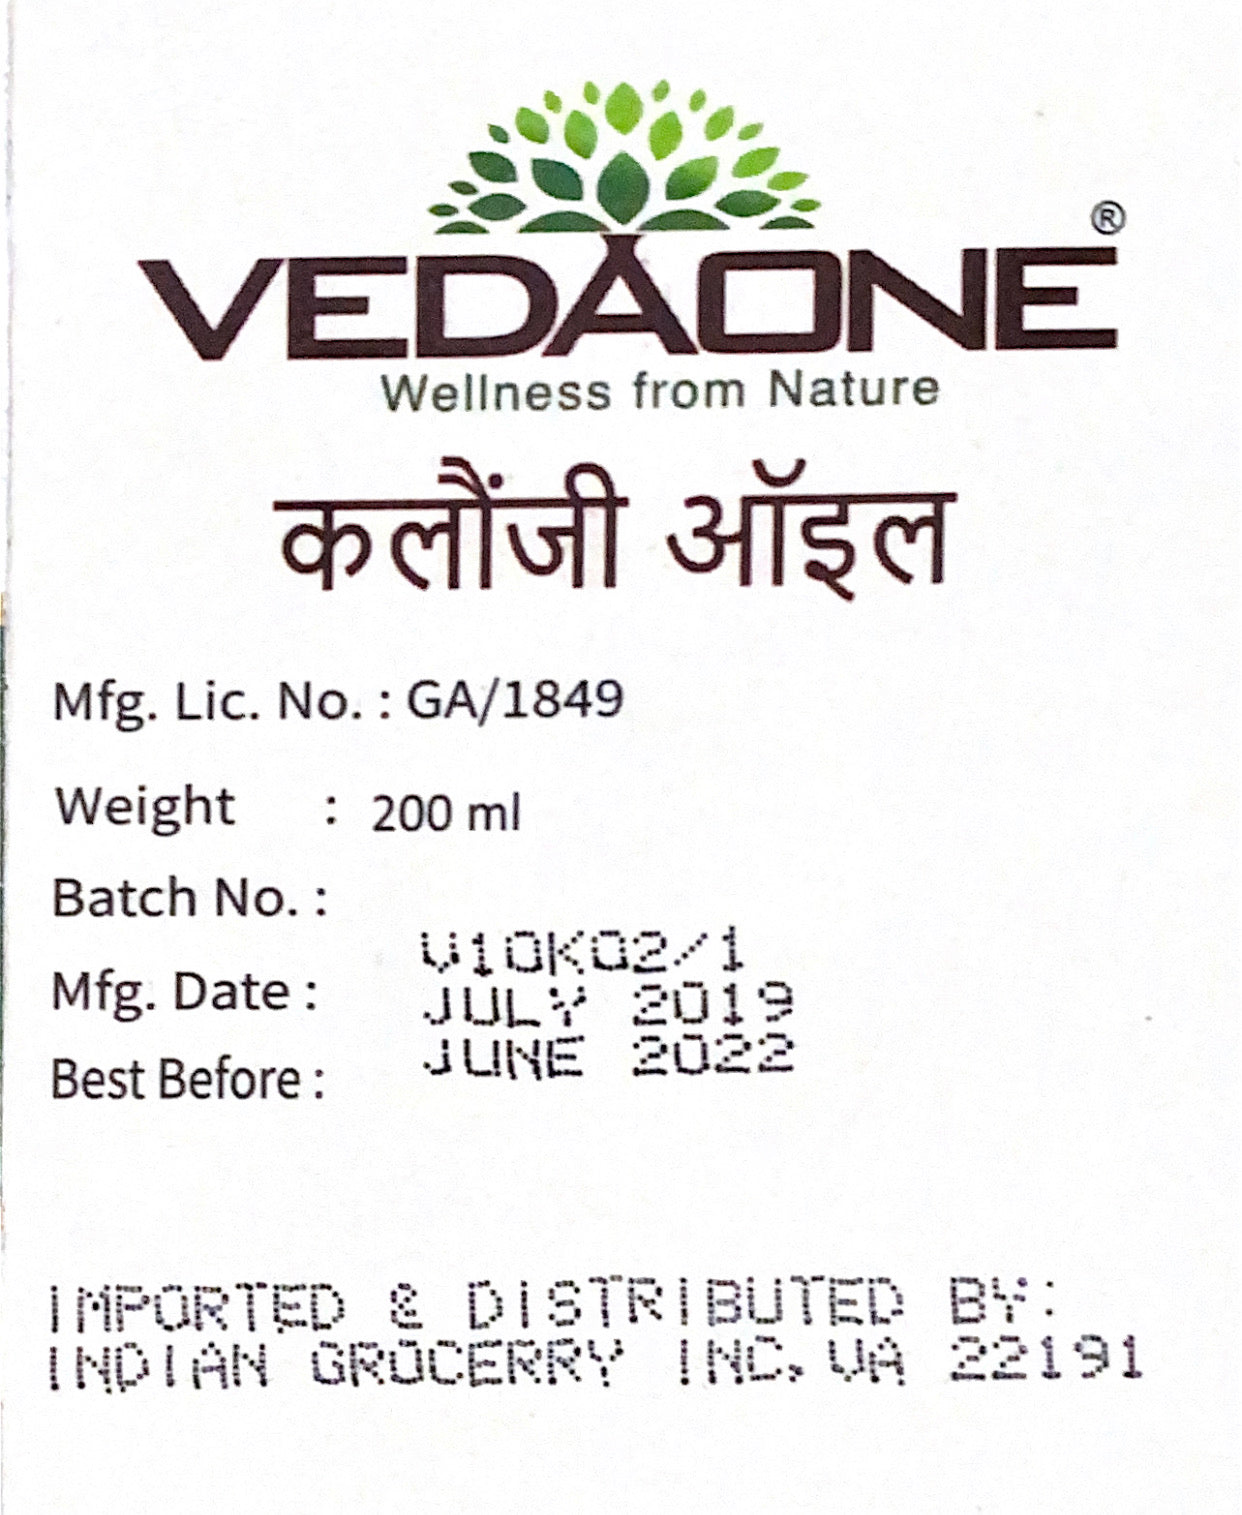 VEDAONE®
Wellness from Nature
कलौंजी ऑइल
Mfg. Lic. No. : GA/1849
Weight : 200 ml
Batch No. : V10K02/1
Mfg. Date : JULY 2019
Best Before : JUNE 2022
IMPORTED & DISTRIBUTED BY:
INDIAN GROCERRY INC, VA 22191